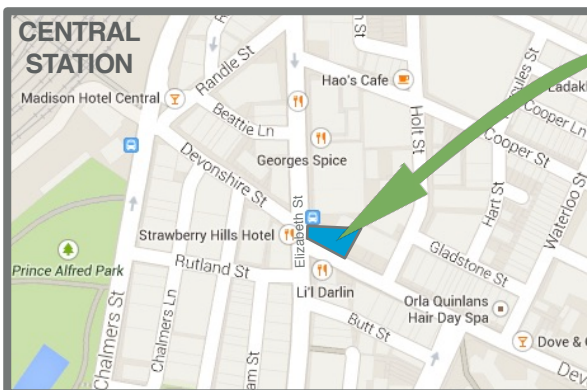 CENTRAL
STATION
Randle St
Madison Hotel Central
Beattie Ln
Hao's Cafe
Holt St
Cooper Ln
Cooper St
Georges Spice
Devonshire St
Elizabeth St
Strawberry Hills Hotel
Hart St
Waterloo St
Gladstone St
Prince Alfred Park
Rutland St
Li'l Darlin
Orla Quinlans
Hair Day Spa
Butt St
Chalmers St
Chalmers Ln
Dove &